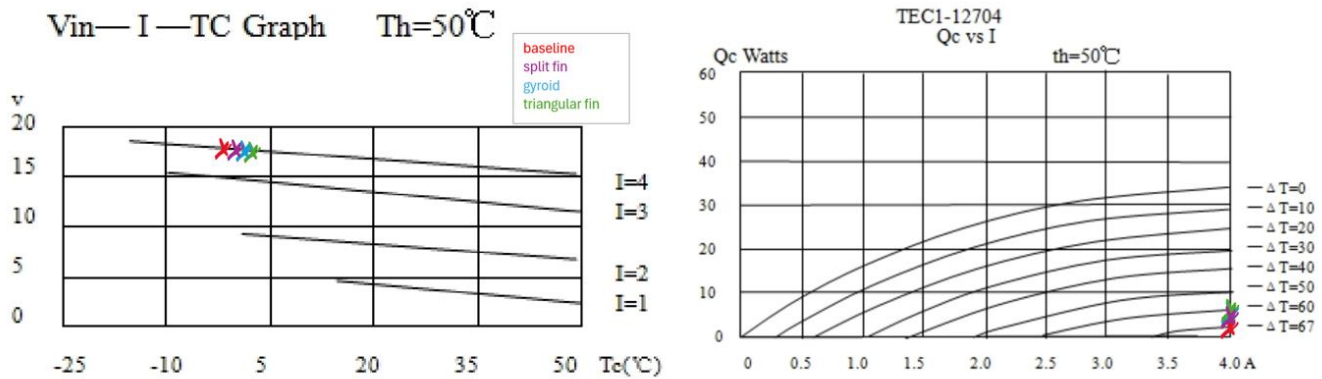 Vin— I —TC Graph Th=50℃
baseline
split fin
gyroid
triangular fin
v
20
15
10
5
0
I=4
I=3
I=2
I=1
-25 -10 5 20 35 50 Tc(℃)
TEC1-12704
Qc vs I
Qc Watts th=50℃
60
50
40
30
20
10
0
ΔT=0
ΔT=10
ΔT=20
ΔT=30
ΔT=40
ΔT=50
ΔT=60
ΔT=67
0 0.5 1.0 1.5 2.0 2.5 3.0 3.5 4.0 A